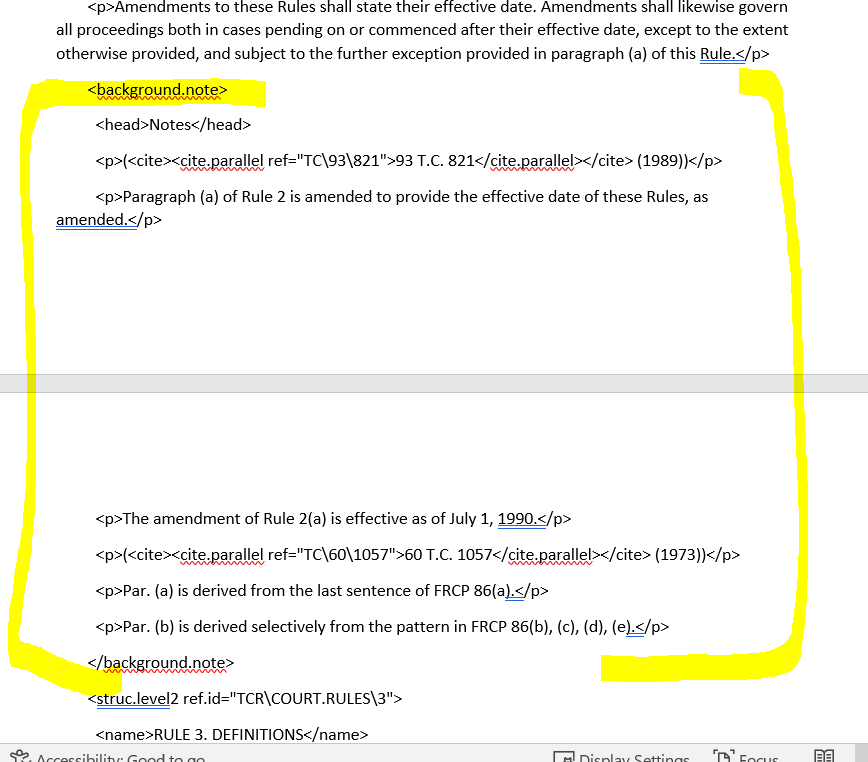 <p>Amendments to these Rules shall state their effective date. Amendments shall likewise govern
all proceedings both in cases pending on or commenced after their effective date, except to the extent
otherwise provided, and subject to the further exception provided in paragraph (a) of this Rule.</p>
<background.note>
<head>Notes</head>
<p>(<cite><cite.parallel ref="TC\93\821">93 T.C. 821</cite.parallel></cite> (1989))</p>
<p>Paragraph (a) of Rule 2 is amended to provide the effective date of these Rules, as
amended.</p>
<p>The amendment of Rule 2(a) is effective as of July 1, 1990.</p>
<p>(<cite><cite.parallel ref="TC\60\1057">60 T.C. 1057</cite.parallel></cite> (1973))</p>
<p>Par. (a) is derived from the last sentence of FRCP 86(a).</p>
<p>Par. (b) is derived selectively from the pattern in FRCP 86(b), (c), (d), (e).</p>
</background.note>
<struc.level2 ref.id="TCR\COURT.RULES\3">
<name>RULE 3. DEFINITIONS</name>
Accessibility: Good to go
Display Settings
Focus